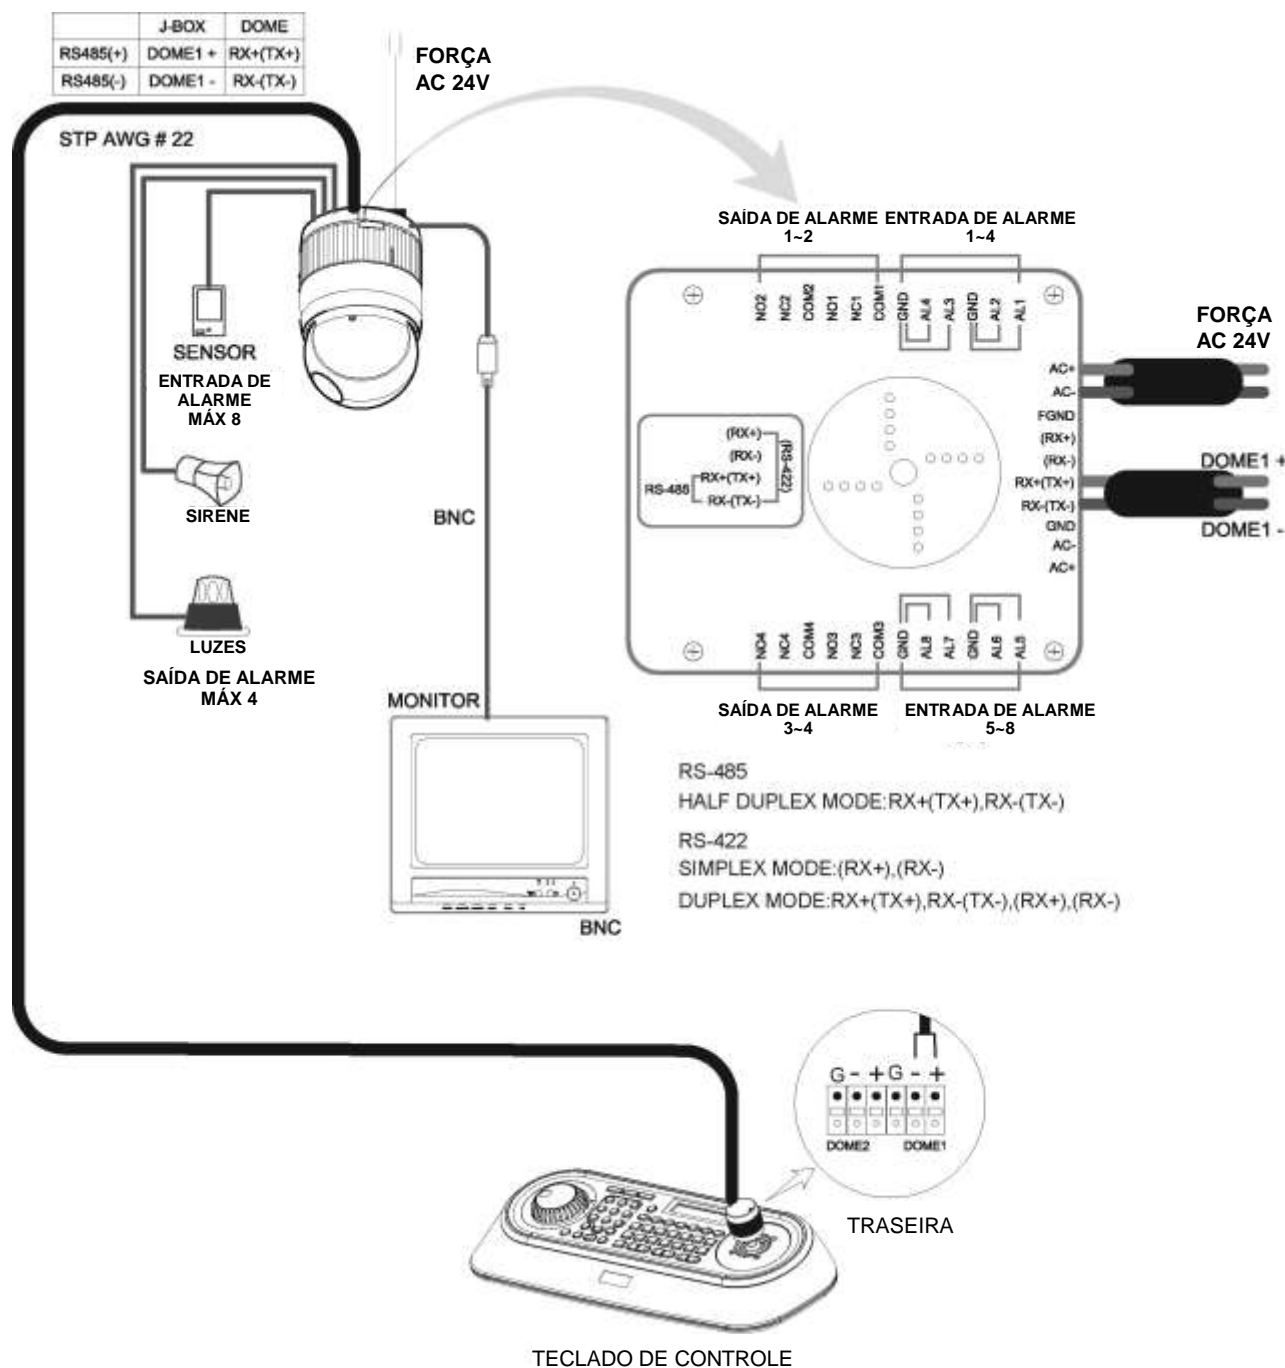 J-BOX DOME
RS485(+) DOME1 + RX+(TX+)
RS485(-) DOME1 - RX-(TX-)
FORÇA
AC 24V
STP AWG # 22
SENSOR
ENTRADA DE
ALARME
MÁX 8
SIRENE
LUZES
SAÍDA DE ALARME
MÁX 4
BNC
MONITOR
BNC
SAÍDA DE ALARME
1~2
ENTRADA DE ALARME
1~4
NO2
NC2
COM2
NO1
NC1
COM1
GND
AL4
AL3
GND
AL2
AL1
FORÇA
AC 24V
AC+
AC-
FGND
(RX+)
(RX-)
RX+(TX+)
RX-(TX-)
GND
AC-
AC+
DOME1 +
DOME1 -
(RX+)
(RX-)
RX+(TX+)
RX-(TX-)
RS-485
(RS-422)
NO4
NC4
COM4
NO3
NC3
COM3
GND
AL8
AL7
GND
AL6
AL5
SAÍDA DE ALARME
3~4
ENTRADA DE ALARME
5~8
RS-485
HALF DUPLEX MODE:RX+(TX+),RX-(TX-)
RS-422
SIMPLEX MODE:(RX+),(RX-)
DUPLEX MODE:RX+(TX+),RX-(TX-),(RX+),(RX-)
G - + G - +
DOME2 DOME1
TRASEIRA
TECLADO DE CONTROLE